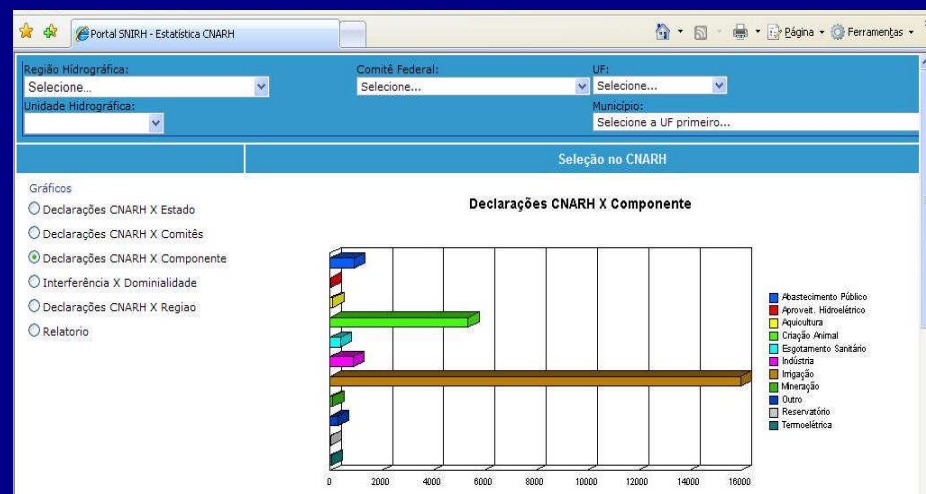 Portal SNIRH - Estatística CNARH
Página
Ferramentas
Região Hidrográfica:
Comitê Federal:
UF:
Selecione...
Selecione...
Selecione...
Unidade Hidrográfica:
Município:
Selecione a UF primeiro...
Seleção no CNARH
Gráficos
Declarações CNARH X Estado
Declarações CNARH X Comitês
Declarações CNARH X Componente
Interferência X Dominialidade
Declarações CNARH X Regiao
Relatorio
Declarações CNARH X Componente
Abastecimento Público
Aproveit. Hidroelétrico
Aquicultura
Criação Animal
Esgotamento Sanitário
Indústria
Irrigação
Mineração
Outro
Reservatório
Termoelétrica
0 2000 4000 6000 8000 10000 12000 14000 16000